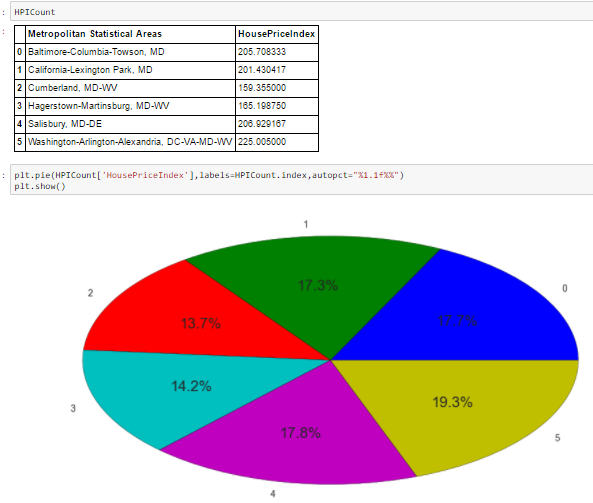 : HPICount
:
Metropolitan Statistical Areas HousePriceIndex
0 Baltimore-Columbia-Towson, MD 205.708333
1 California-Lexington Park, MD 201.430417
2 Cumberland, MD-WV 159.355000
3 Hagerstown-Martinsburg, MD-WV 165.198750
4 Salisbury, MD-DE 206.929167
5 Washington-Arlington-Alexandria, DC-VA-MD-WV 225.005000
: plt.pie(HPICount['HousePriceIndex'],labels=HPICount.index,autopct="%1.1f%%")
plt.show()
1
0
17.3%
2
17.7%
13.7%
14.2%
19.3%
3
17.8%
5
4